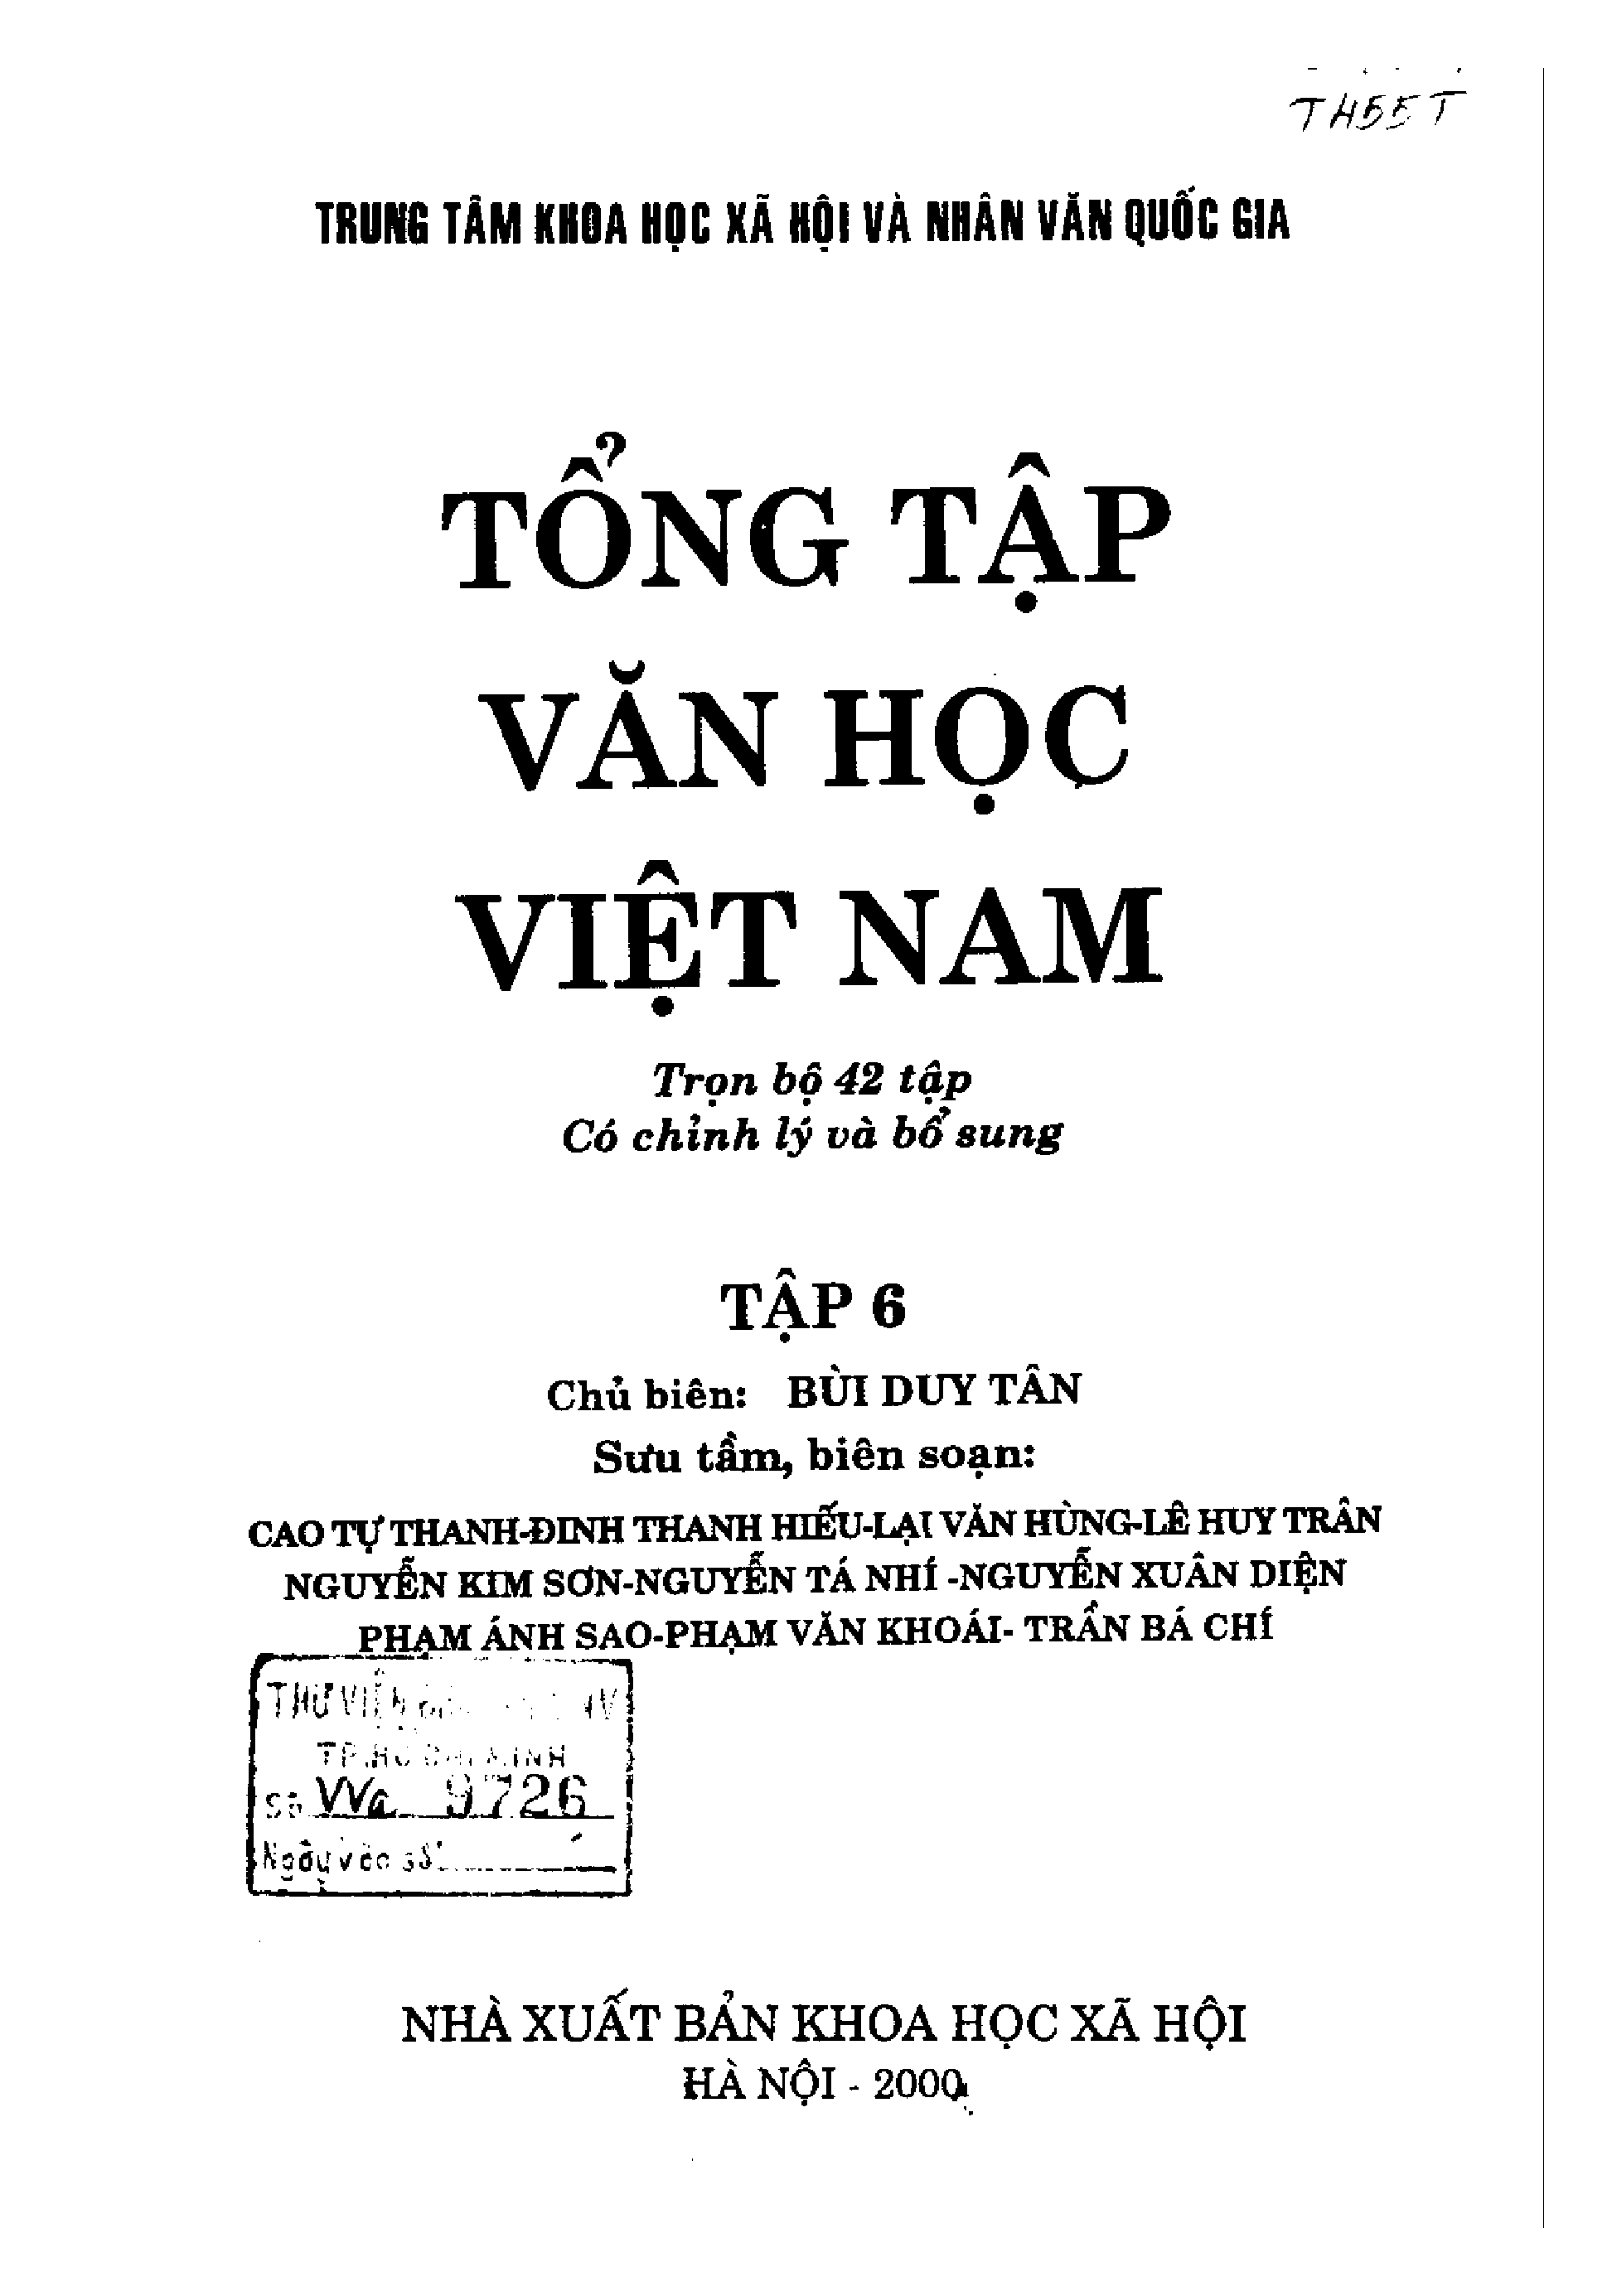 TH55T
TRUNG TÂM KHOA HỌC XÃ HỘI VÀ NHÂN VĂN QUỐC GIA
TỔNG TẬP
VĂN HỌC
VIỆT NAM
Trọn bộ 42 tập
Có chỉnh lý và bổ sung
TẬP 6
Chủ biên: BÙI DUY TÂN
Sưu tầm, biên soạn:
CAO TỰ THANH-ĐINH THANH HIẾU-LẠI VĂN HÙNG-LÊ HUY TRÂN
NGUYỄN KIM SƠN-NGUYỄN TÁ NHÍ -NGUYỄN XUÂN DIỆN
PHẠM ÁNH SAO-PHẠM VĂN KHOÁI- TRẦN BÁ CHÍ
THƯ VIỆN
TP.HỒ CHÍ MINH
Số VVa 9726
Ngày vào sổ
NHÀ XUẤT BẢN KHOA HỌC XÃ HỘI
HÀ NỘI - 2000